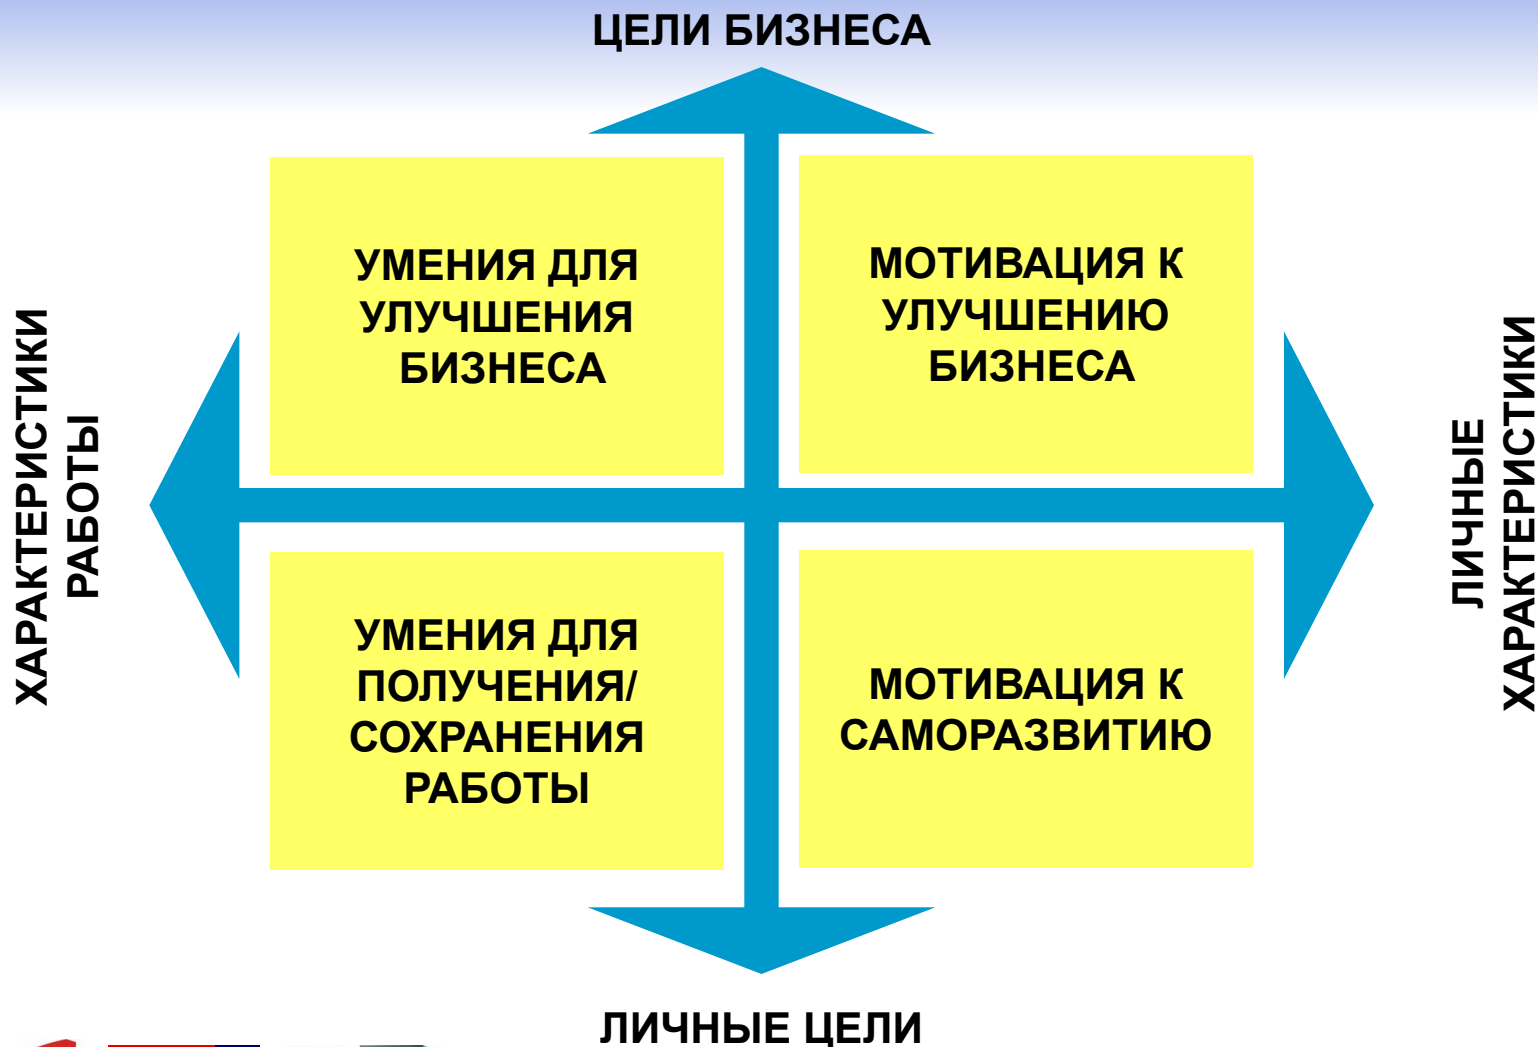 ЦЕЛИ БИЗНЕСА
ХАРАКТЕРИСТИКИ
РАБОТЫ
УМЕНИЯ ДЛЯ
УЛУЧШЕНИЯ
БИЗНЕСА
МОТИВАЦИЯ К
УЛУЧШЕНИЮ
БИЗНЕСА
УМЕНИЯ ДЛЯ
ПОЛУЧЕНИЯ/
СОХРАНЕНИЯ
РАБОТЫ
МОТИВАЦИЯ К
САМОРАЗВИТИЮ
ЛИЧНЫЕ
ХАРАКТЕРИСТИКИ
ЛИЧНЫЕ ЦЕЛИ